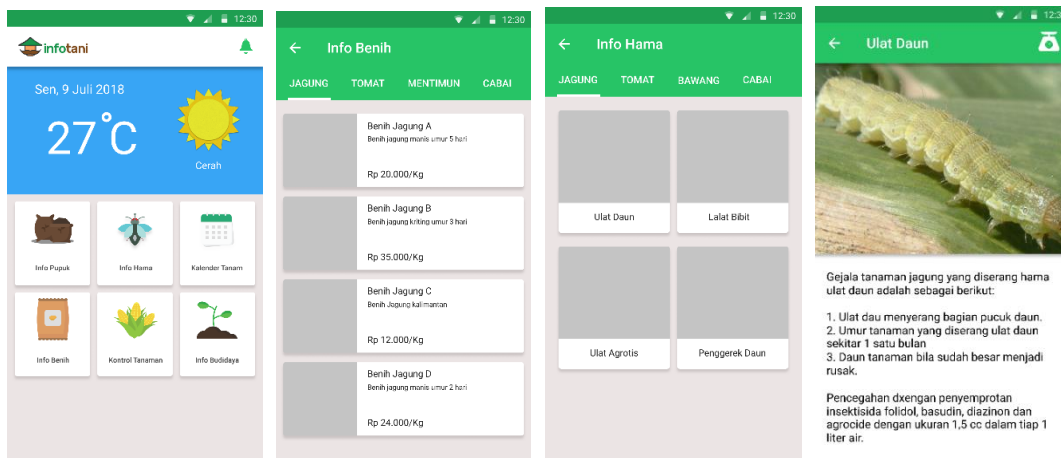 12:30
infotani
Sen, 9 Juli 2018
27°C
Cerah
Info Pupuk
Info Hama
Kalender Tanam
Info Benih
Kontrol Tanaman
Info Budidaya
12:30
Info Benih
JAGUNG TOMAT MENTIMUN CABAI
Benih Jagung A
Benih jagung manis umur 5 hari
Rp 20.000/Kg
Benih Jagung B
Benih jagung kriting umur 3 hari
Rp 35.000/Kg
Benih Jagung C
Benih Jagung kalimantan
Rp 12.000/Kg
Benih Jagung D
Benih jagung manis umur 2 hari
Rp 24.000/Kg
12:30
Info Hama
JAGUNG TOMAT BAWANG CABAI
Ulat Daun
Lalat Bibit
Ulat Agrotis
Penggerek Daun
12:3
Ulat Daun
Gejala tanaman jagung yang diserang hama
ulat daun adalah sebagai berikut:
1. Ulat dau menyerang bagian pucuk daun.
2. Umur tanaman yang diserang ulat daun
sekitar 1 satu bulan
3. Daun tanaman bila sudah besar menjadi
rusak.
Pencegahan dxengan penyemprotan
insektisida folidol, basudin, diazinon dan
agrocide dengan ukuran 1,5 cc dalam tiap 1
liter air.